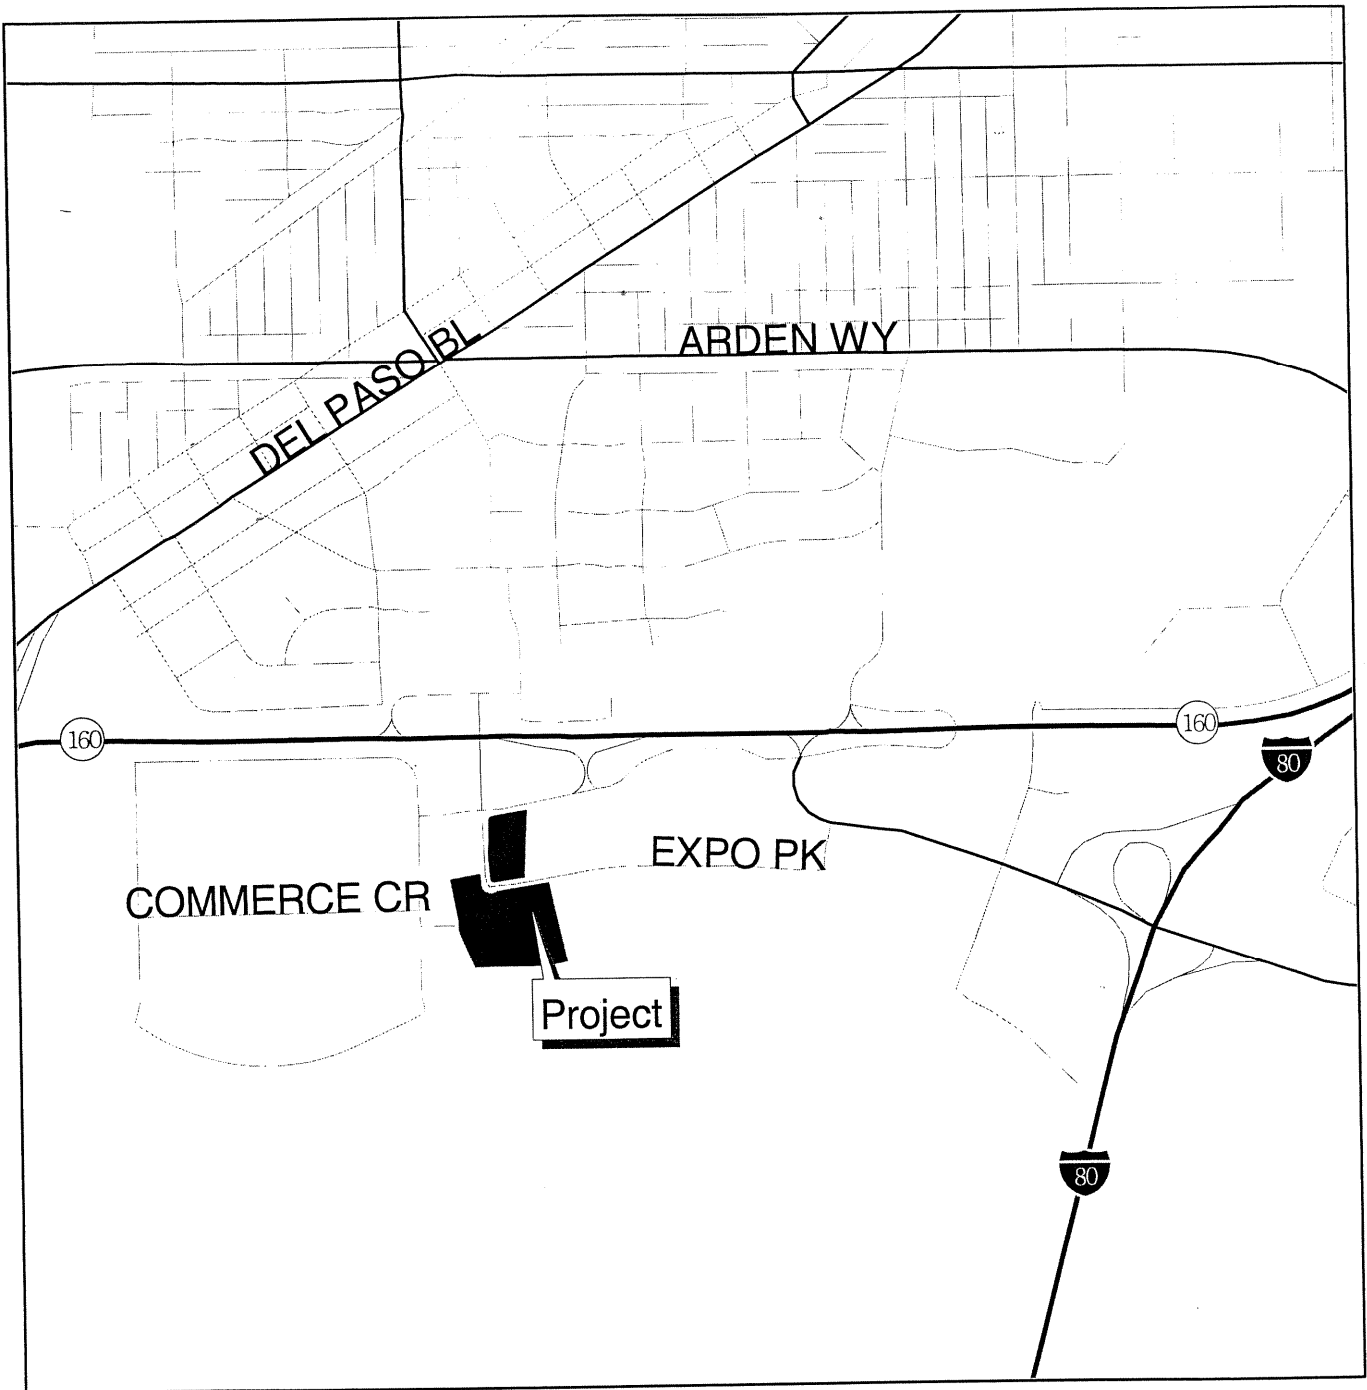 ARDEN WY
DEL PASO BL
160
160
80
EXPO PK
COMMERCE CR
Project
80